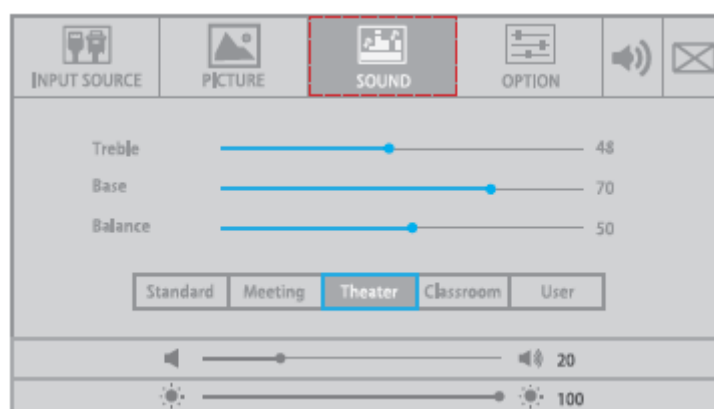 INPUT SOURCE PICTURE SOUND OPTION
Treble 48
Base 70
Balance 50
Standard Meeting Theater Classroom User
20
100